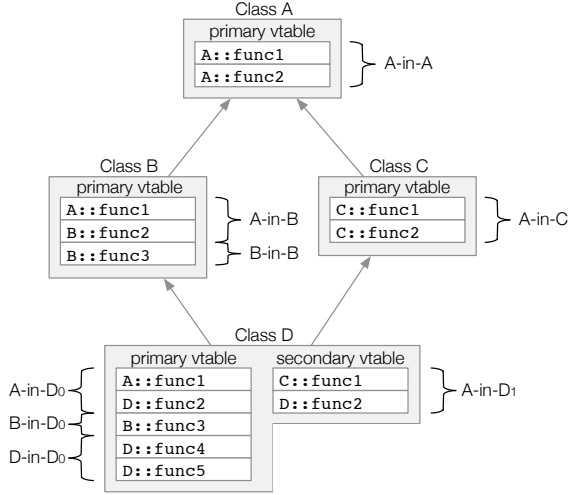 Class A
primary vtable
A::func1
A::func2
A-in-A
Class B
primary vtable
A::func1
B::func2
B::func3
A-in-B
B-in-B
Class C
primary vtable
C::func1
C::func2
A-in-C
Class D
primary vtable
A::func1
D::func2
B::func3
D::func4
D::func5
A-in-D0
B-in-D0
D-in-D0
secondary vtable
C::func1
D::func2
A-in-D1